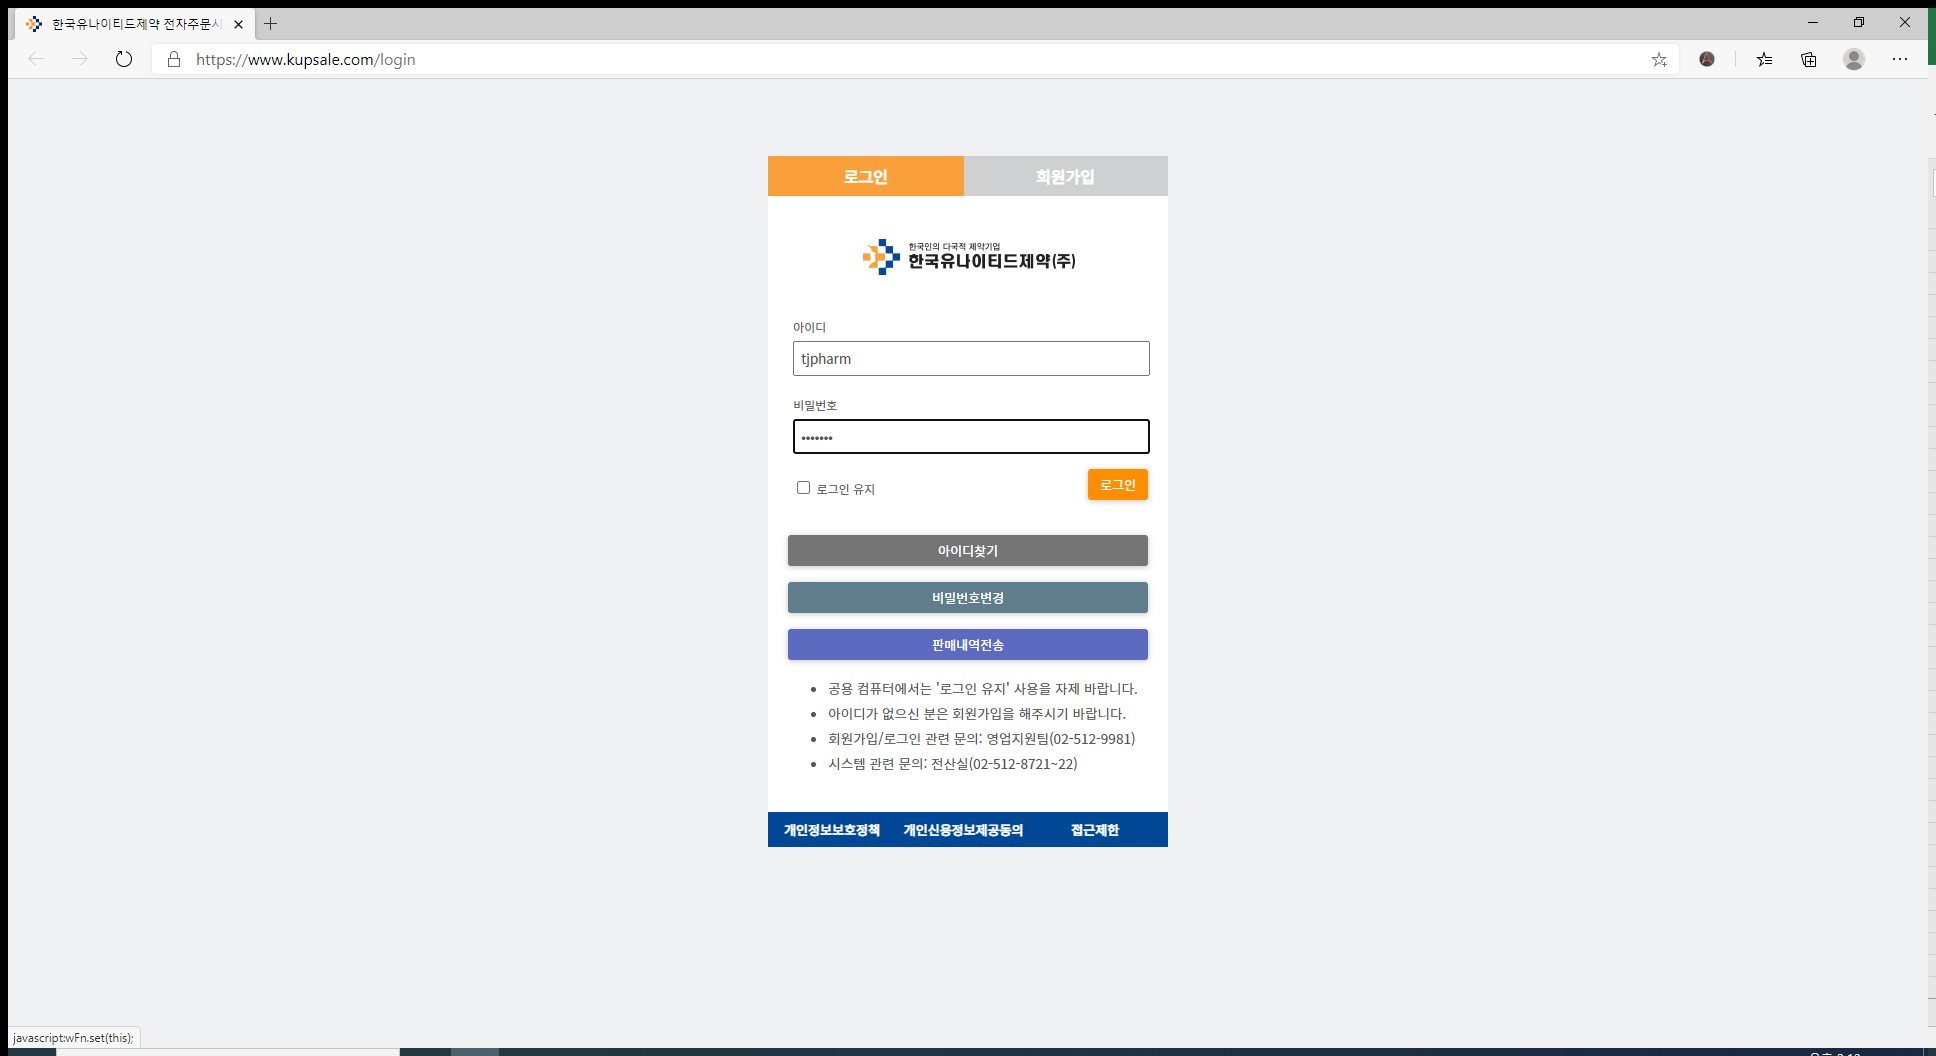 한국유나이티드제약 전자주문시
https://www.kupsale.com/login
로그인
회원가입
한국인의 다국적 제약기업
한국유나이티드제약(주)
아이디
tjpharm
비밀번호
•••••••
로그인 유지
로그인
아이디찾기
비밀번호변경
판매내역전송
• 공용 컴퓨터에서는 '로그인 유지' 사용을 자제 바랍니다.
• 아이디가 없으신 분은 회원가입을 해주시기 바랍니다.
• 회원가입/로그인 관련 문의: 영업지원팀(02-512-9981)
• 시스템 관련 문의: 전산실(02-512-8721~22)
개인정보보호정책 개인신용정보제공동의 접근제한
javascript:wFn.set(this);